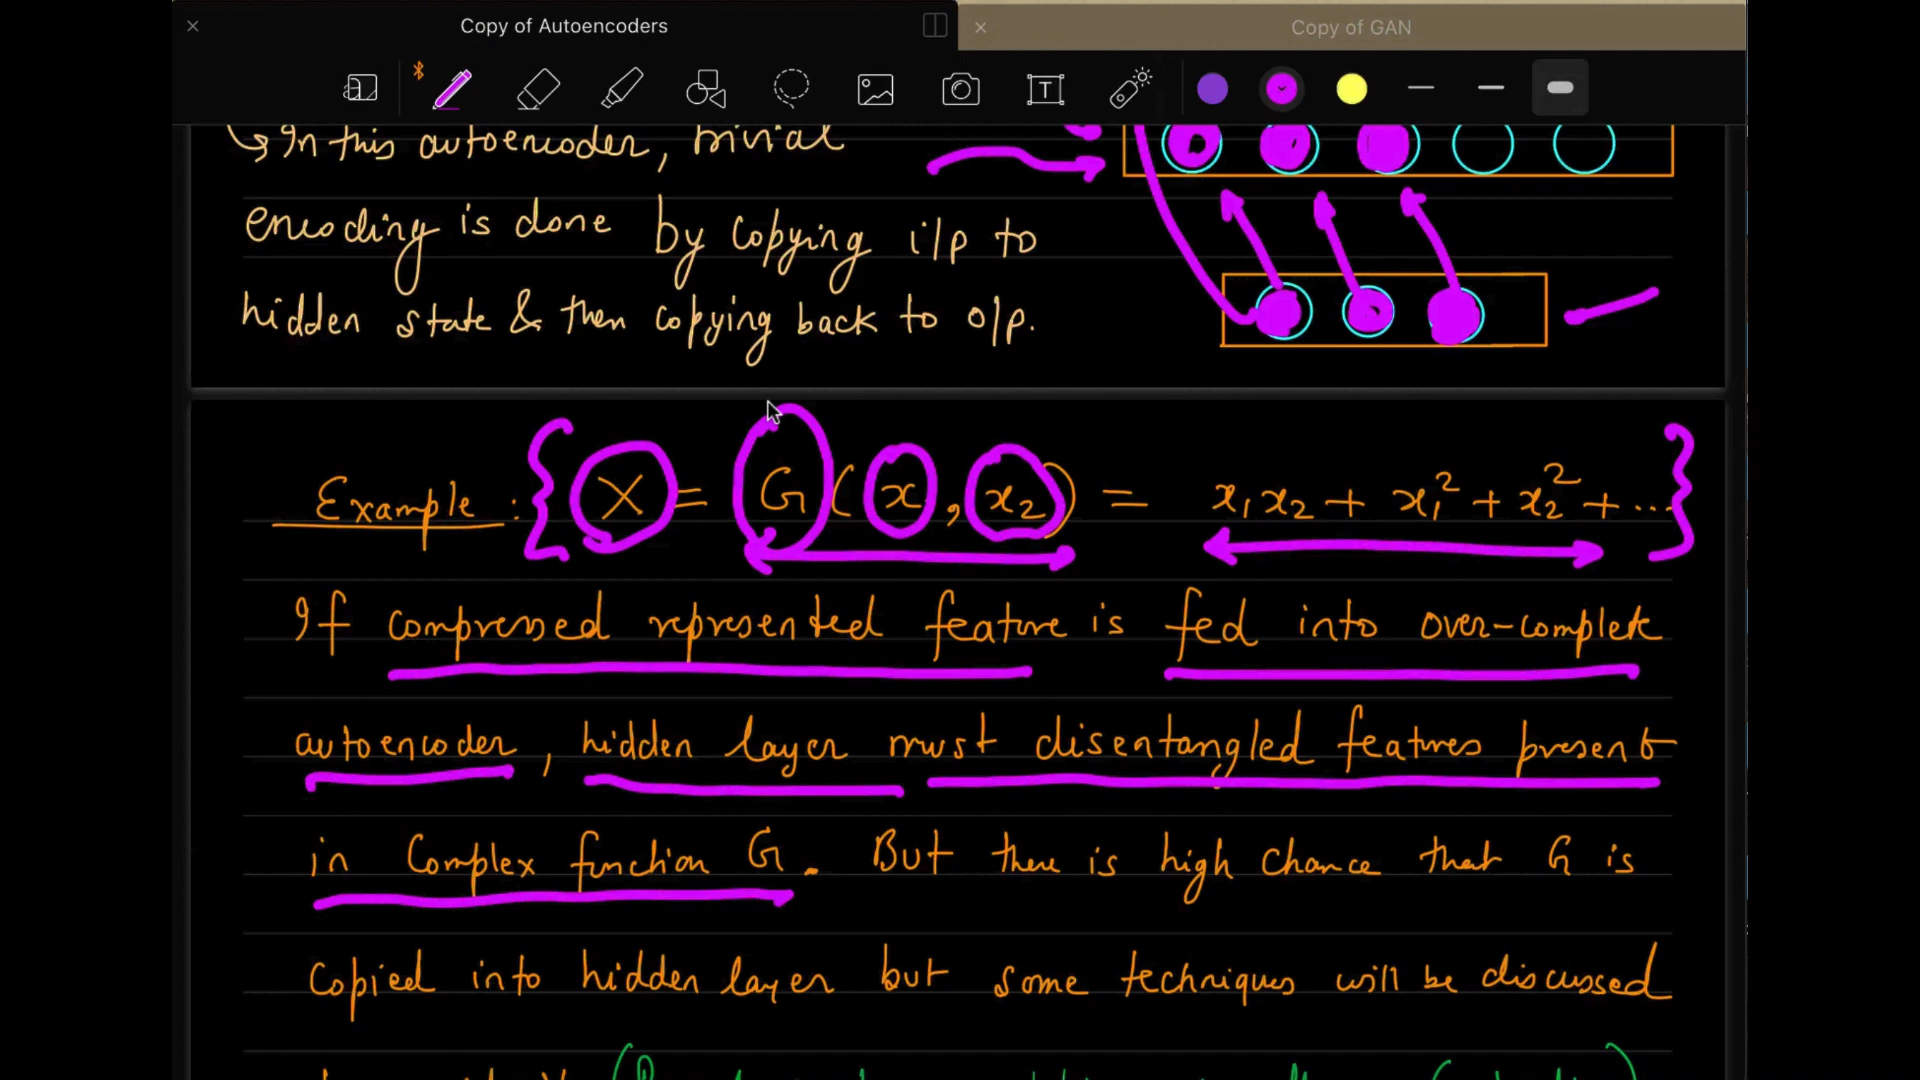 Copy of Autoencoders
Copy of GAN
In this autoencoder, trivial
encoding is done by copying i/p to
hidden state & then copying back to o/p.
Example : { X = G ( x , x₂ ) = x₁x₂ + x₁² + x₂² + ... }
If compressed represented feature is fed into over-complete
autoencoder, hidden layer must disentangled features present
in Complex function G. But there is high chance that G is
Copied into hidden layer but some techniques will be discussed